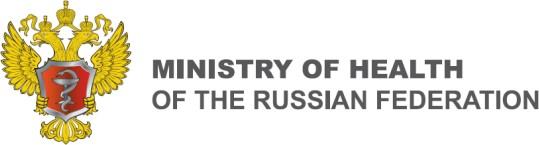 MINISTRY OF HEALTH
OF THE RUSSIAN FEDERATION